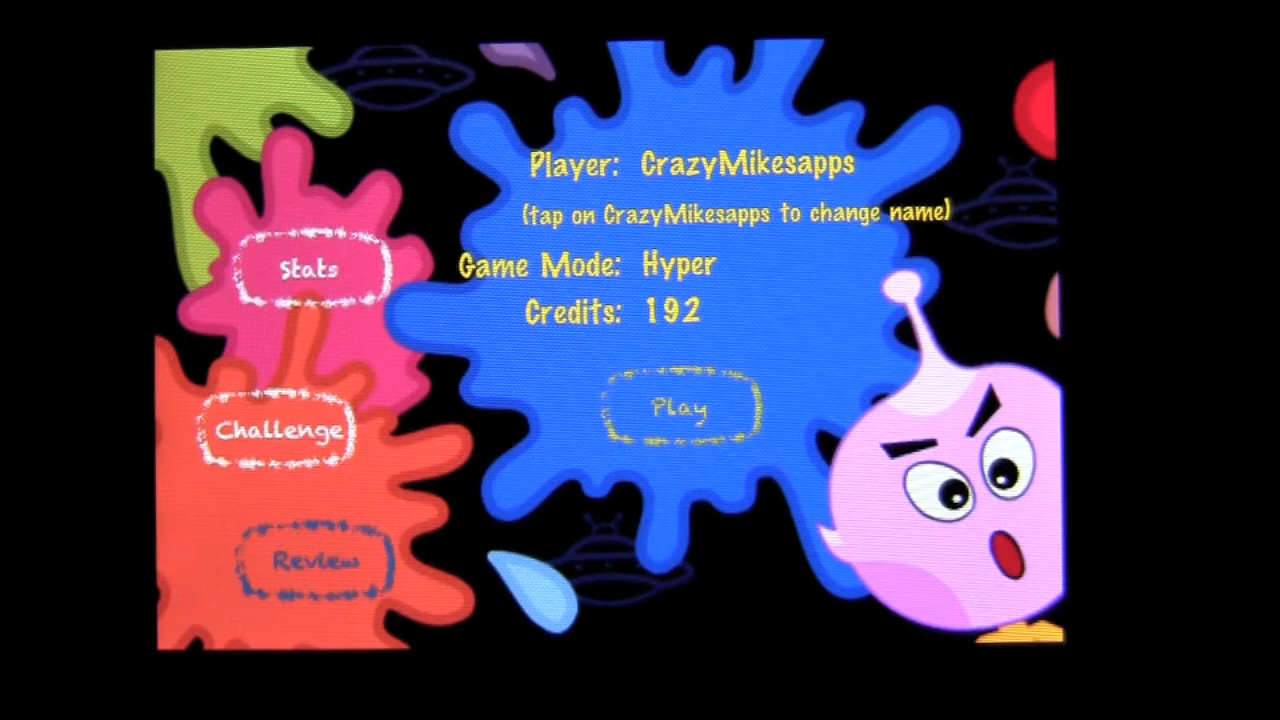 Player: CrazyMikesapps
(tap on CrazyMikesapps to change name)
Game Mode: Hyper
Credits: 192
Play
Stats
Challenge
Review